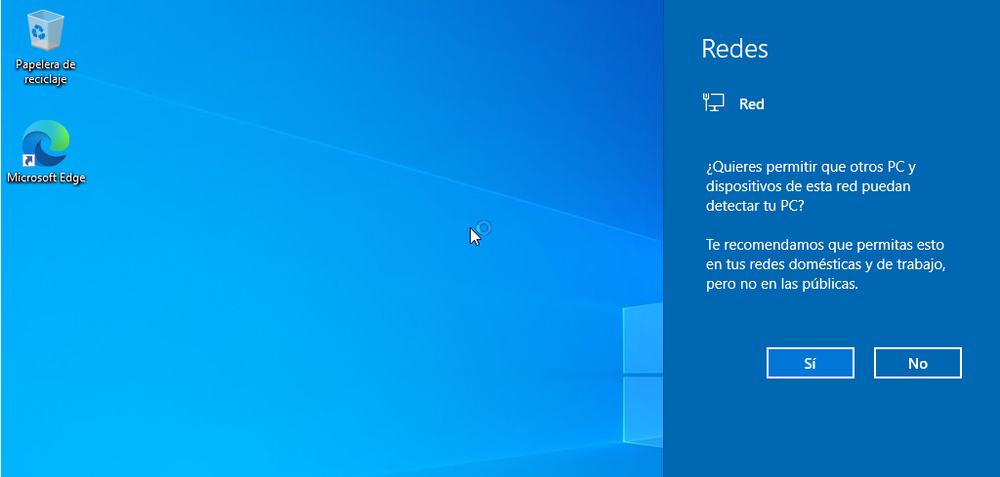 Papelera de
reciclaje
Microsoft Edge
Redes
Red
¿Quieres permitir que otros PC y
dispositivos de esta red puedan
detectar tu PC?
Te recomendamos que permitas esto
en tus redes domésticas y de trabajo,
pero no en las públicas.
Sí
No